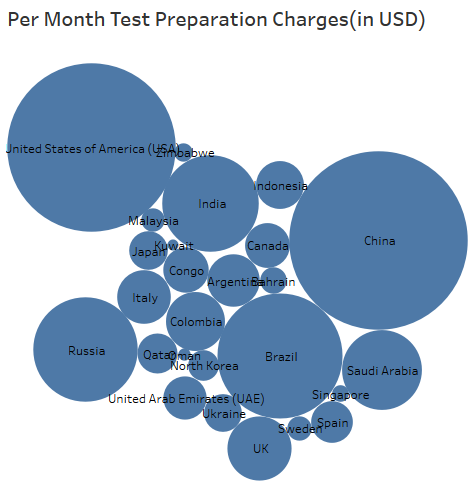 Per Month Test Preparation Charges(in USD)
United States of America (USA)
Zimbabwe
Indonesia
India
Malaysia
China
Kuwait
Canada
Japan
Congo
Argentina
Bahrain
Italy
Colombia
Russia
Qatar
Oman
Brazil
North Korea
Saudi Arabia
Singapore
United Arab Emirates (UAE)
Ukraine
Spain
Sweden
UK